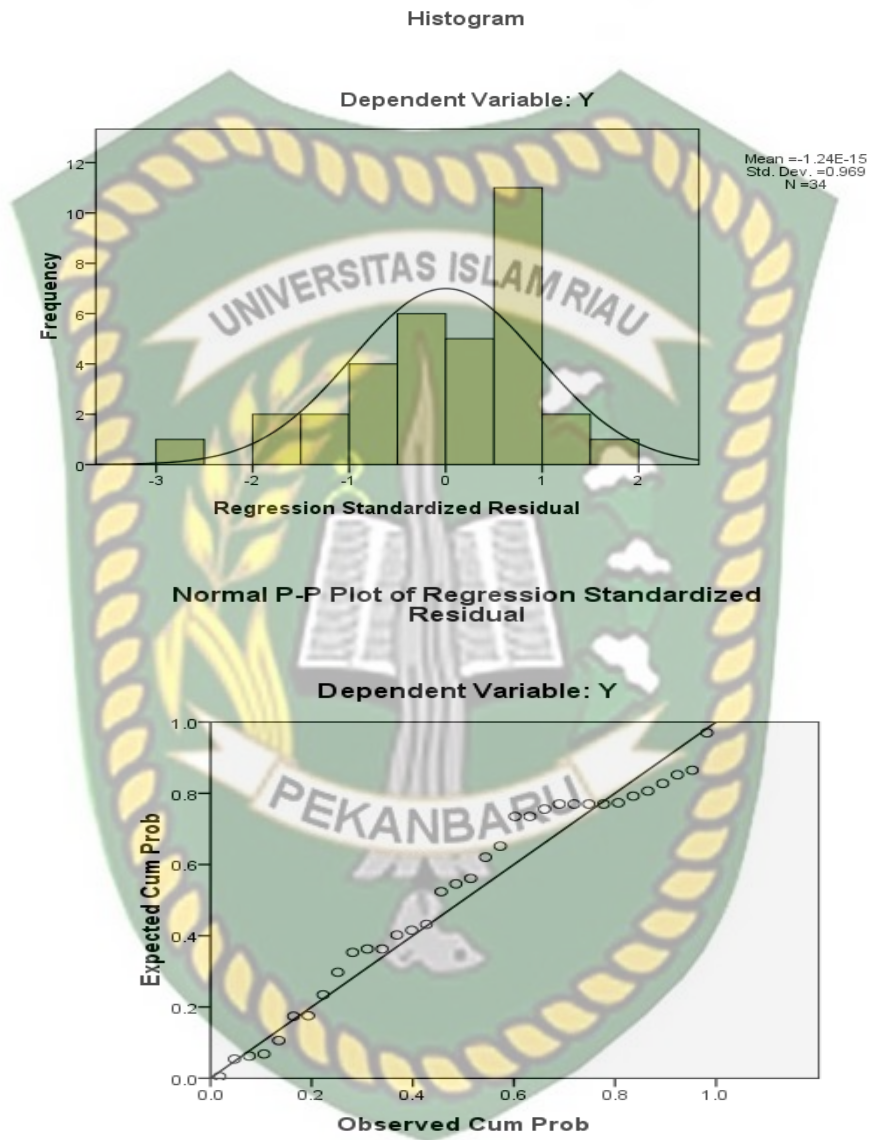 Histogram
Dependent Variable: Y
Mean =-1.24E-15
Std. Dev. =0.969
N =34
Frequency
12
10
8
6
4
2
0
-3 -2 -1 0 1 2
Regression Standardized Residual
UNIVERSITAS ISLAM RIAU
Normal P-P Plot of Regression Standardized
Residual
Dependent Variable: Y
Expected Cum Prob
1.0
0.8
0.6
0.4
0.2
0.0
0.0 0.2 0.4 0.6 0.8 1.0
Observed Cum Prob
PEKANBARU